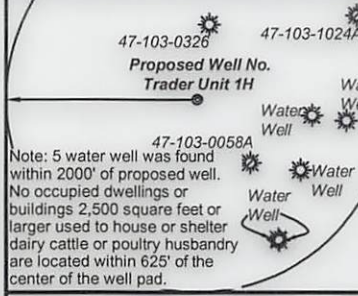 47-103-0326
47-103-1024A
Proposed Well No.
Trader Unit 1H
Water
Well
Wa
We
47-103-0058A
Note: 5 water well was found
within 2000' of proposed well.
No occupied dwellings or
buildings 2,500 square feet or
larger used to house or shelter
dairy cattle or poultry husbandry
are located within 625' of the
center of the well pad.
Water
Well
Water
Well